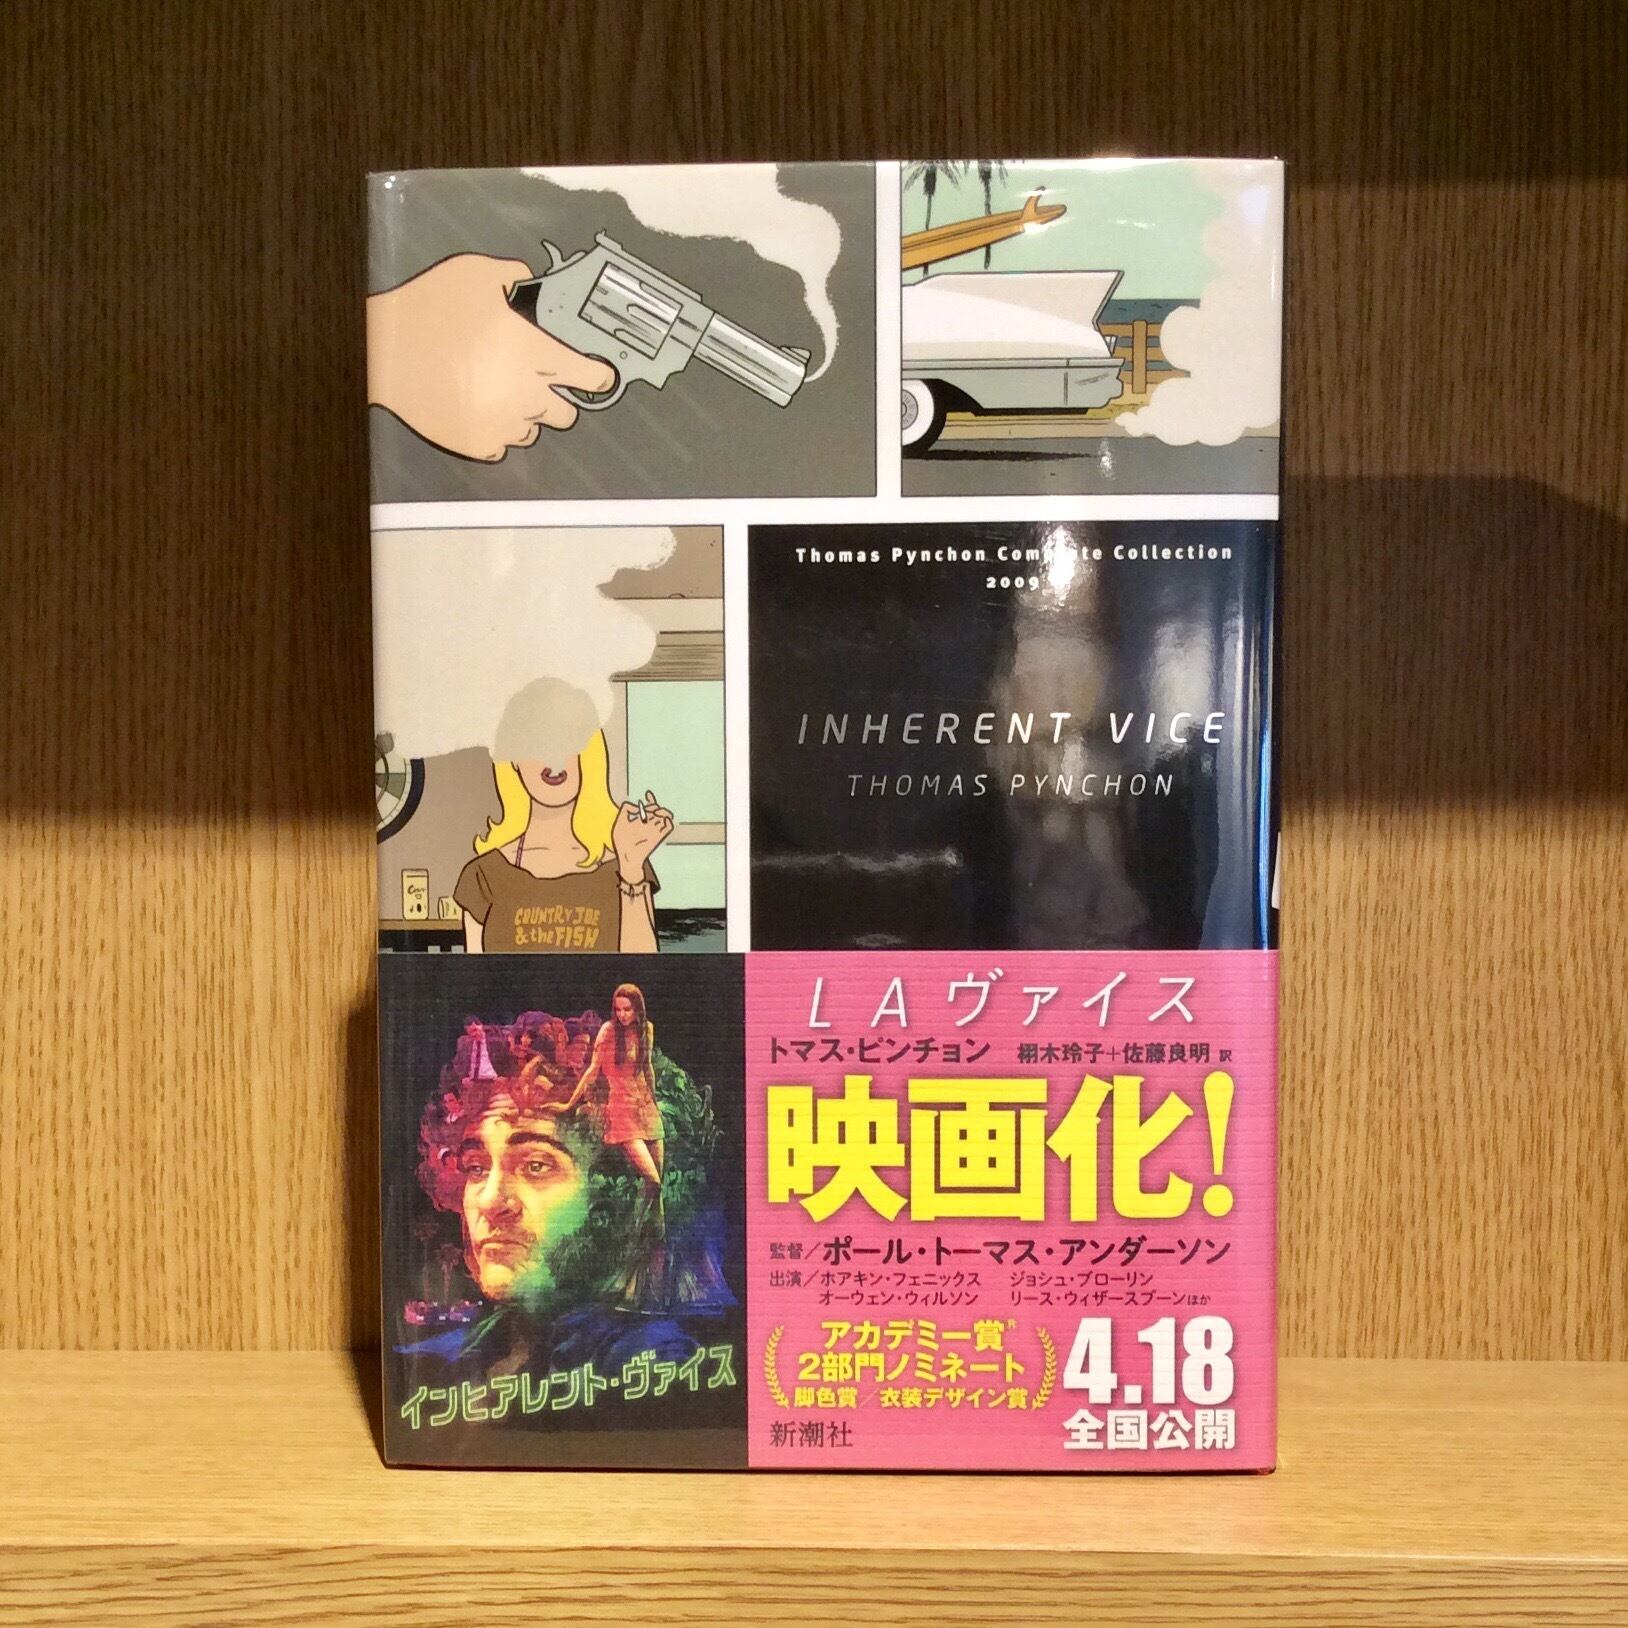 Thomas Pynchon Complete Collection
2009
INHERENT VICE
THOMAS PYNCHON
COUNTRY JOE
& the FISH
LAヴァイス
トマス・ピンチョン 栩木玲子+佐藤良明 訳
映画化!
監督/ポール・トーマス・アンダーソン
出演/ホアキン・フェニックス ジョシュ・ブローリン
オーウェン・ウィルソン リース・ウィザースプーンほか
アカデミー賞®
2部門ノミネート
脚色賞/衣装デザイン賞
4.18
全国公開
新潮社
インヒアレント・ヴァイス